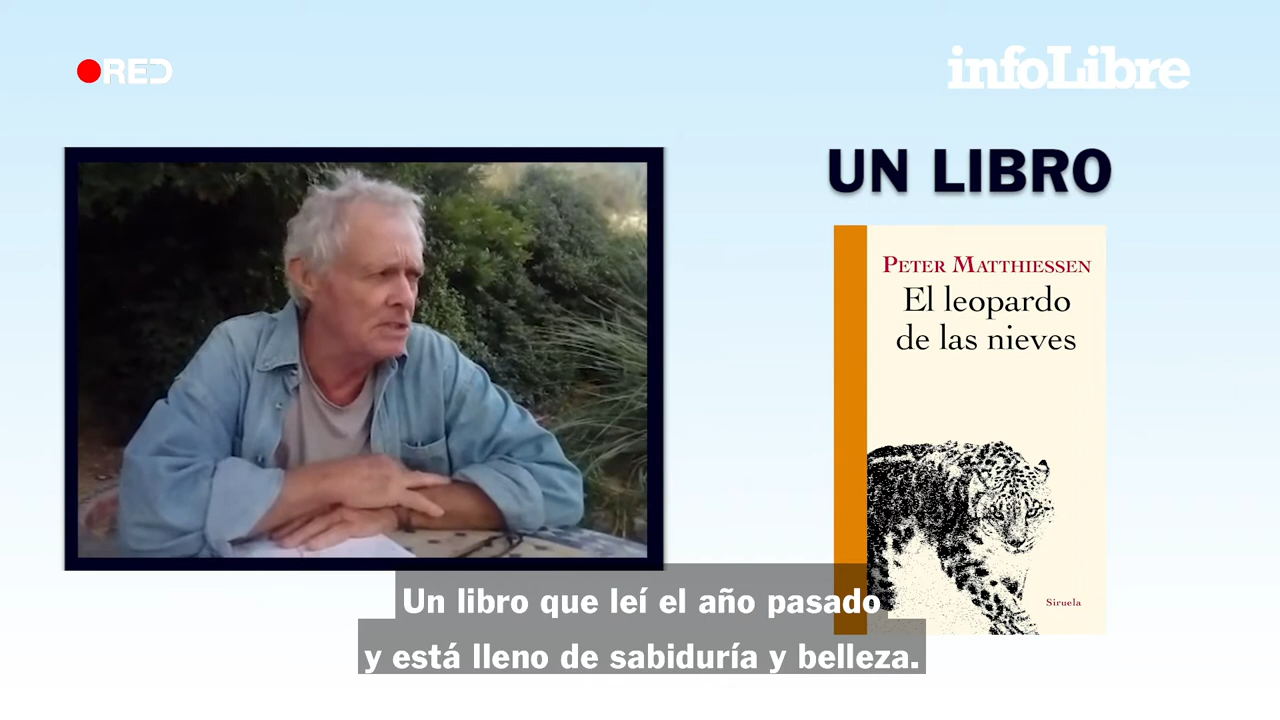 RED
infoLibre
UN LIBRO
PETER MATTHIESSEN
El leopardo
de las nieves
Siruela
Un libro que leí el año pasado
y está lleno de sabiduría y belleza.